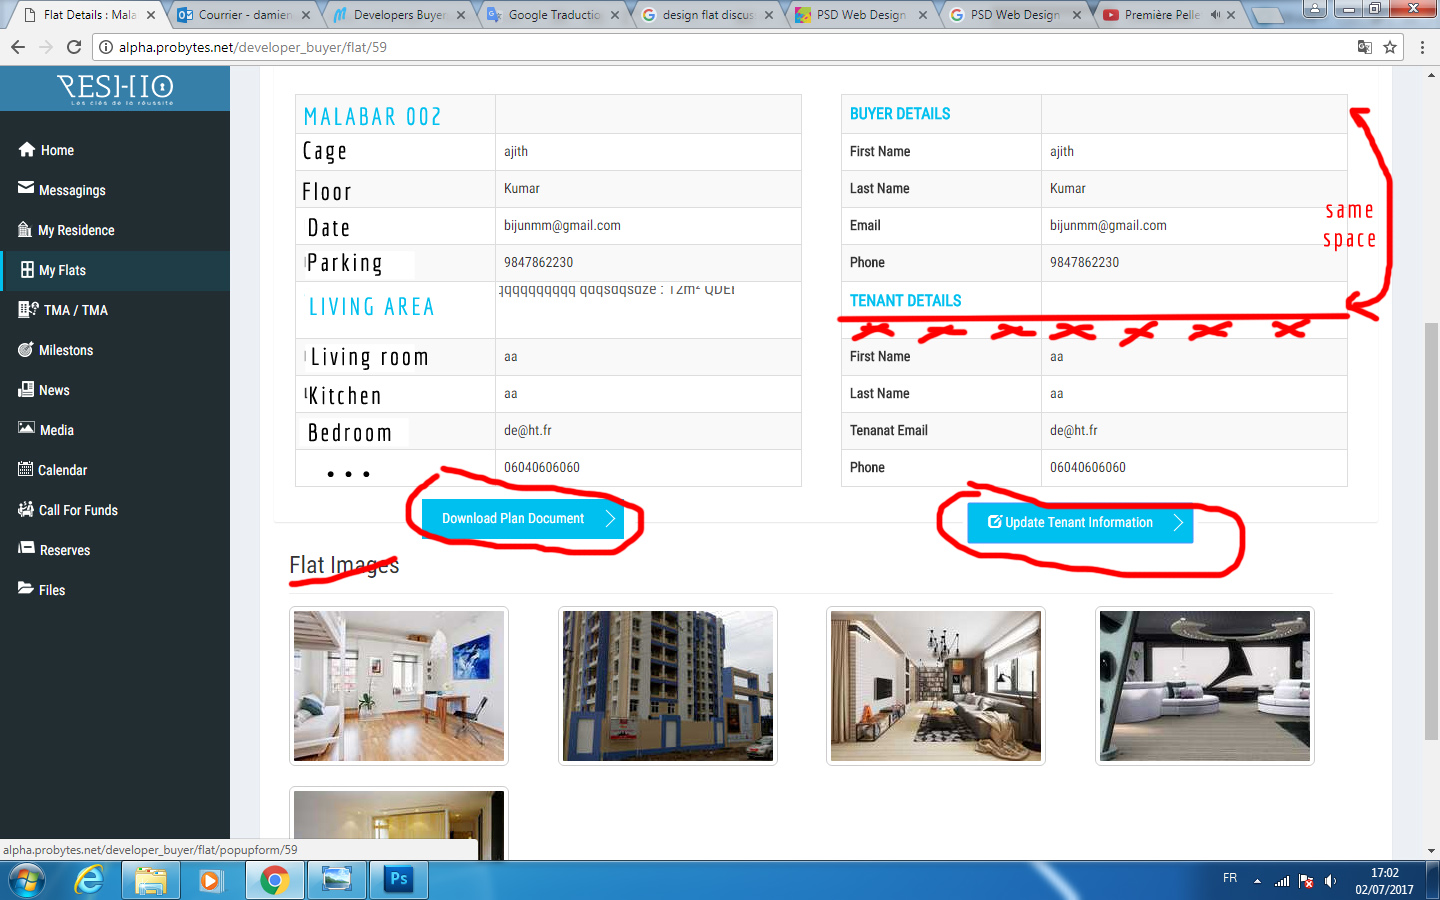 Flat Details : Mala
Courrier - damien
Developers Buyer
Google Traductio
design flat discus
PSD Web Design
PSD Web Design
Première Pelle
alpha.probytes.net/developer_buyer/flat/59
RESHIO
Les clés de la réussite
Home
Messagings
My Residence
My Flats
TMA / TMA
Milestons
News
Media
Calendar
Call For Funds
Reserves
Files
MALABAR 002
Cage ajith
Floor Kumar
Date bijunmm@gmail.com
Parking 9847862230
LIVING AREA qqqqqqqqqq qdqsdqsdze : 12m² QDEF
Living room aa
Kitchen aa
Bedroom de@ht.fr
... 06040606060
Download Plan Document
BUYER DETAILS
First Name ajith
Last Name Kumar
Email bijunmm@gmail.com
Phone 9847862230
TENANT DETAILS
First Name aa
Last Name aa
Tenanat Email de@ht.fr
Phone 06040606060
same
space
Update Tenant Information
Flat Images
alpha.probytes.net/developer_buyer/flat/popupform/59
Ps
FR
17:02
02/07/2017